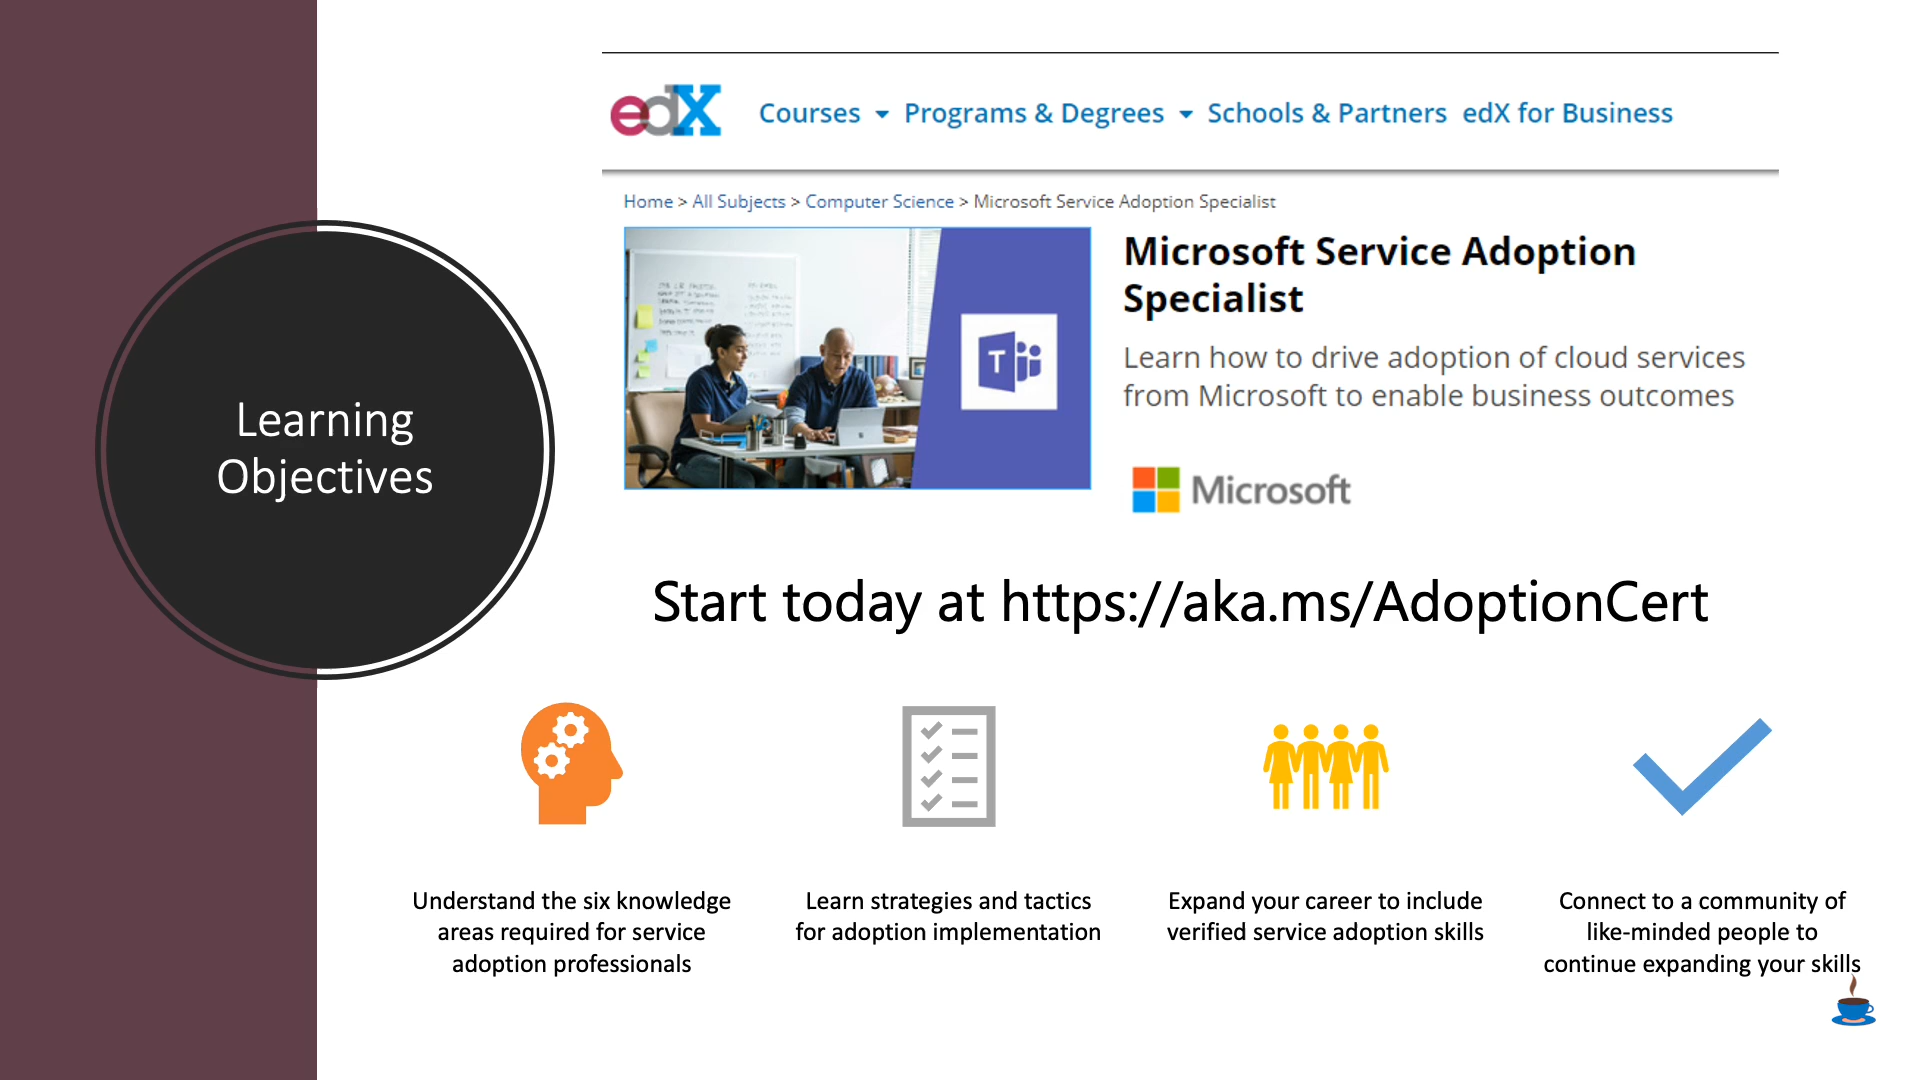 Learning
Objectives
edX
Courses Programs & Degrees Schools & Partners edX for Business
Home > All Subjects > Computer Science > Microsoft Service Adoption Specialist
Microsoft Service Adoption
Specialist
Learn how to drive adoption of cloud services
from Microsoft to enable business outcomes
T
Microsoft
Start today at https://aka.ms/AdoptionCert
Understand the six knowledge
areas required for service
adoption professionals
Learn strategies and tactics
for adoption implementation
Expand your career to include
verified service adoption skills
Connect to a community of
like-minded people to
continue expanding your skills